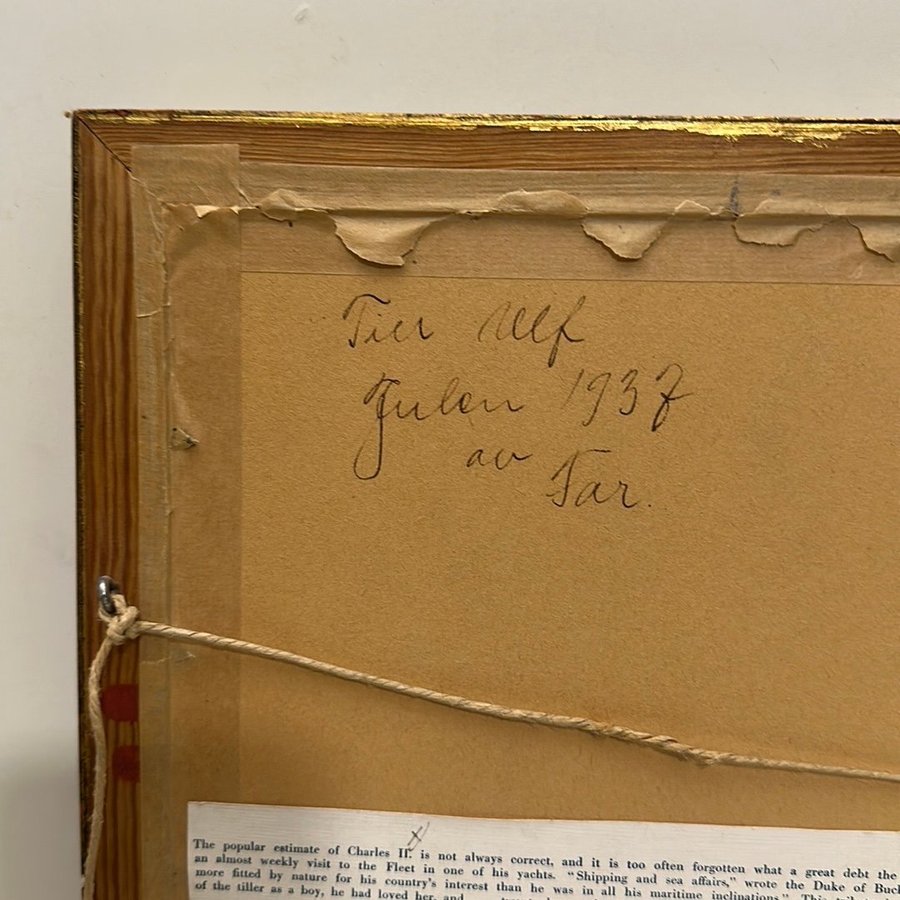 Till Ulf
Julen 1937
av
Far.
The popular estimate of Charles II. is not always correct, and it is too often forgotten what a great debt the
an almost weekly visit to the Fleet in one of his yachts. "Shipping and sea affairs," wrote the Duke of Buck
more fitted by nature for his country's interest than he was in all his maritime inclinations." This
of the tiller as a boy, he had loved her, and